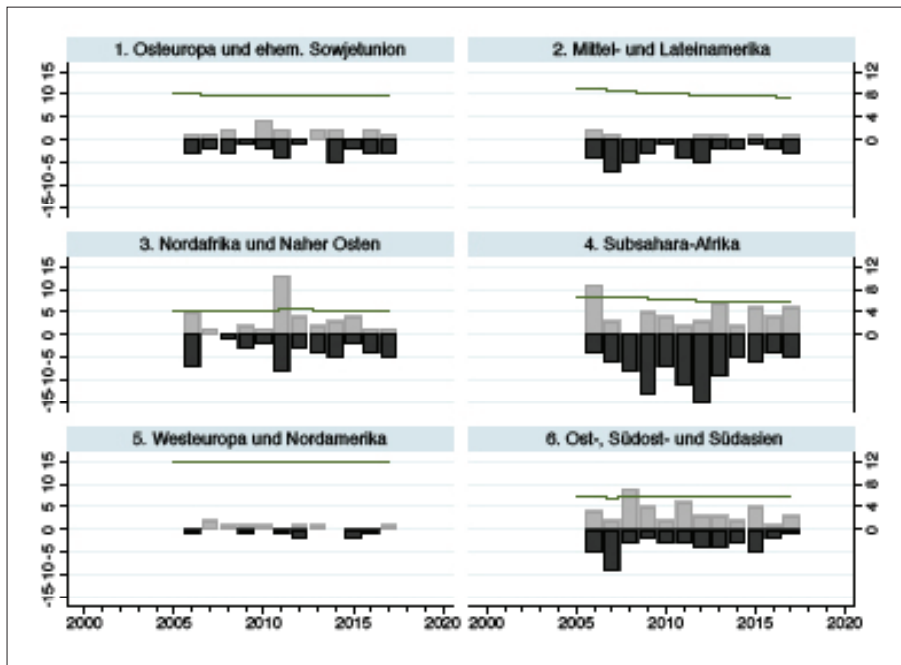 1. Osteuropa und ehem. Sowjetunion
2. Mittel- und Lateinamerika
-15 -10 -5 0 5 10 15
0 4 8 12
3. Nordafrika und Naher Osten
4. Subsahara-Afrika
-15 -10 -5 0 5 10 15
0 4 8 12
5. Westeuropa und Nordamerika
6. Ost-, Südost- und Südasien
-15 -10 -5 0 5 10 15
0 4 8 12
2000 2005 2010 2015 2020
2000 2005 2010 2015 2020